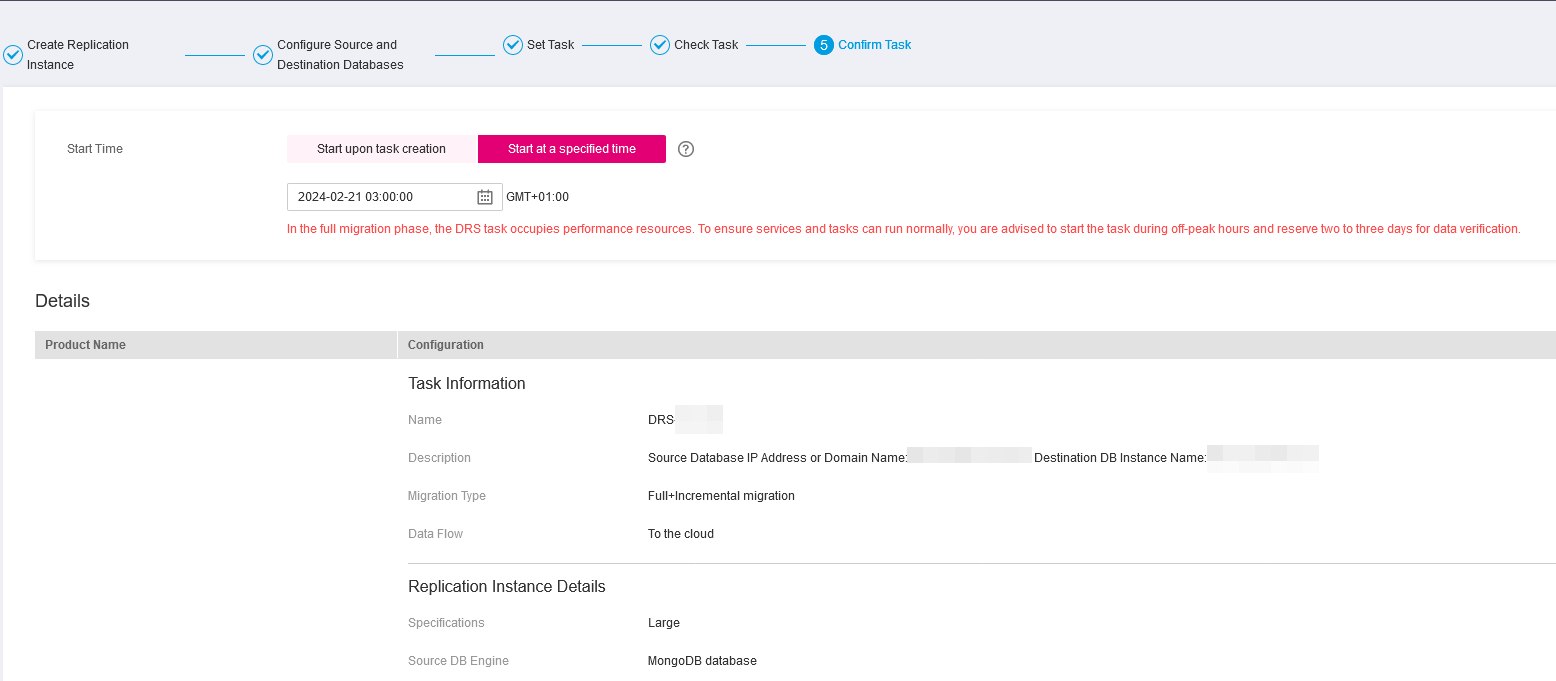 Create Replication Instance
Configure Source and Destination Databases
Set Task
Check Task
5 Confirm Task
Start Time
Start upon task creation
Start at a specified time
?
2024-02-21 03:00:00
GMT+01:00
In the full migration phase, the DRS task occupies performance resources. To ensure services and tasks can run normally, you are advised to start the task during off-peak hours and reserve two to three days for data verification.
Details
Product Name
Configuration
Task Information
Name
DRS
Description
Source Database IP Address or Domain Name:
Destination DB Instance Name:
Migration Type
Full+Incremental migration
Data Flow
To the cloud
Replication Instance Details
Specifications
Large
Source DB Engine
MongoDB database